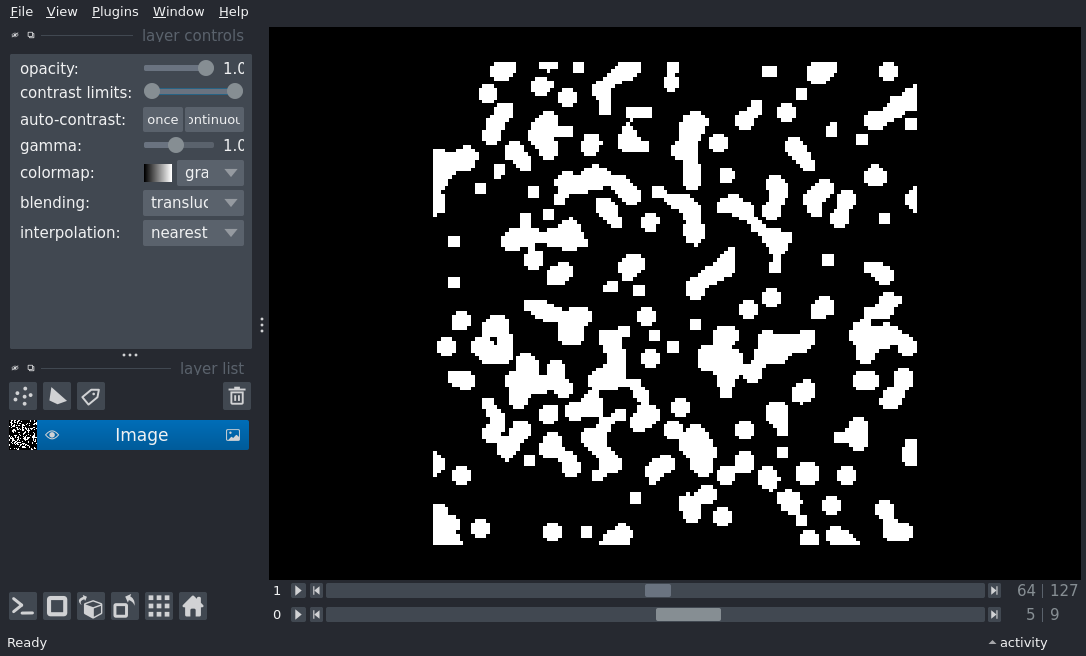 File View Plugins Window Help
layer controls
opacity: 1.0
contrast limits:
auto-contrast: once ontinuou
gamma: 1.0
colormap: gra
blending: transluc
interpolation: nearest
layer list
Image
1 64 127
0 5 9
Ready activity